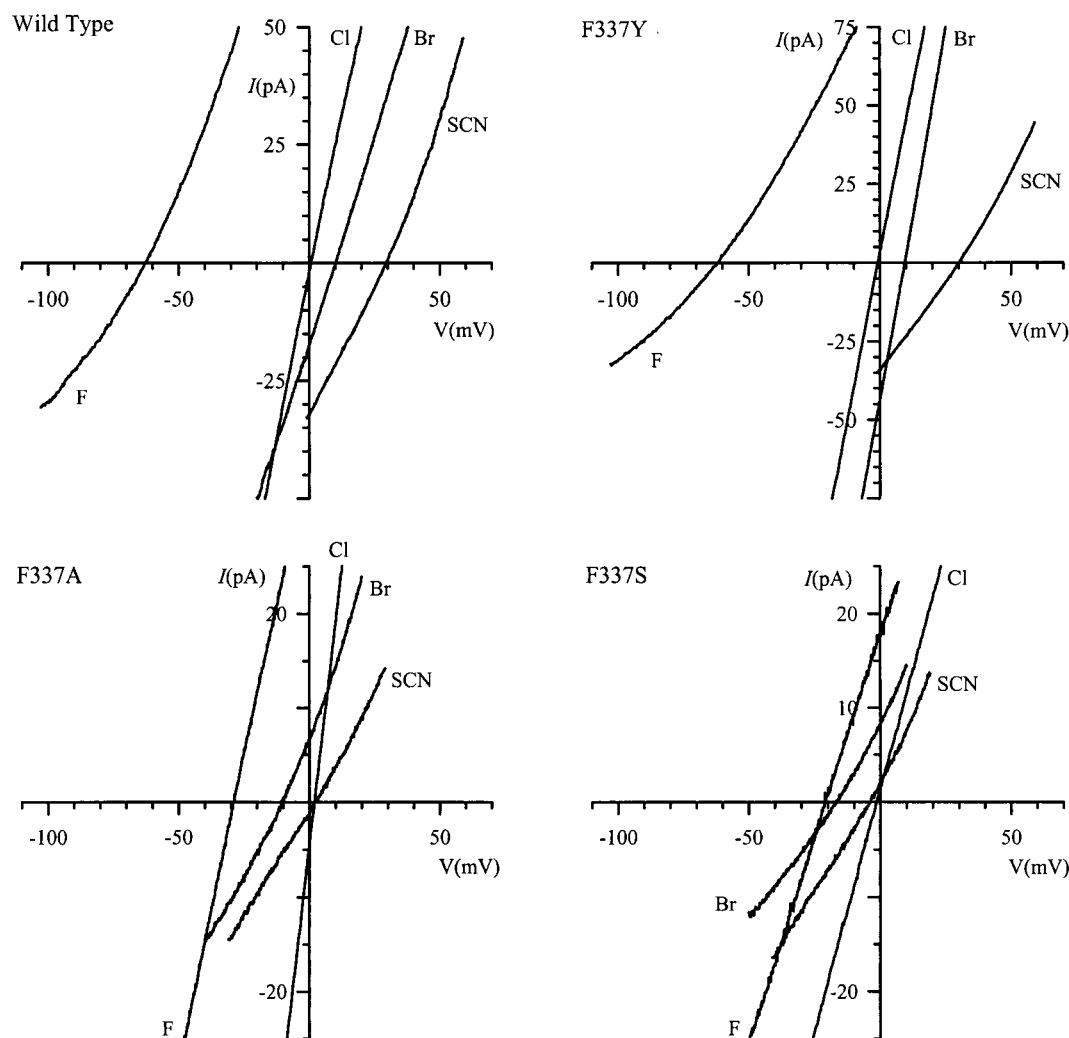 Wild Type
50
Cl
Br
I(pA)
SCN
25
-100
-50
50
V(mV)
-25
F
F337Y
I(pA)
75
Cl
Br
50
25
SCN
-100
-50
50
V(mV)
-25
F
-50
F337A
I(pA)
Cl
Br
20
SCN
-100
-50
50
V(mV)
-20
F
F337S
I(pA)
Cl
20
SCN
10
-100
-50
50
V(mV)
Br
-20
F